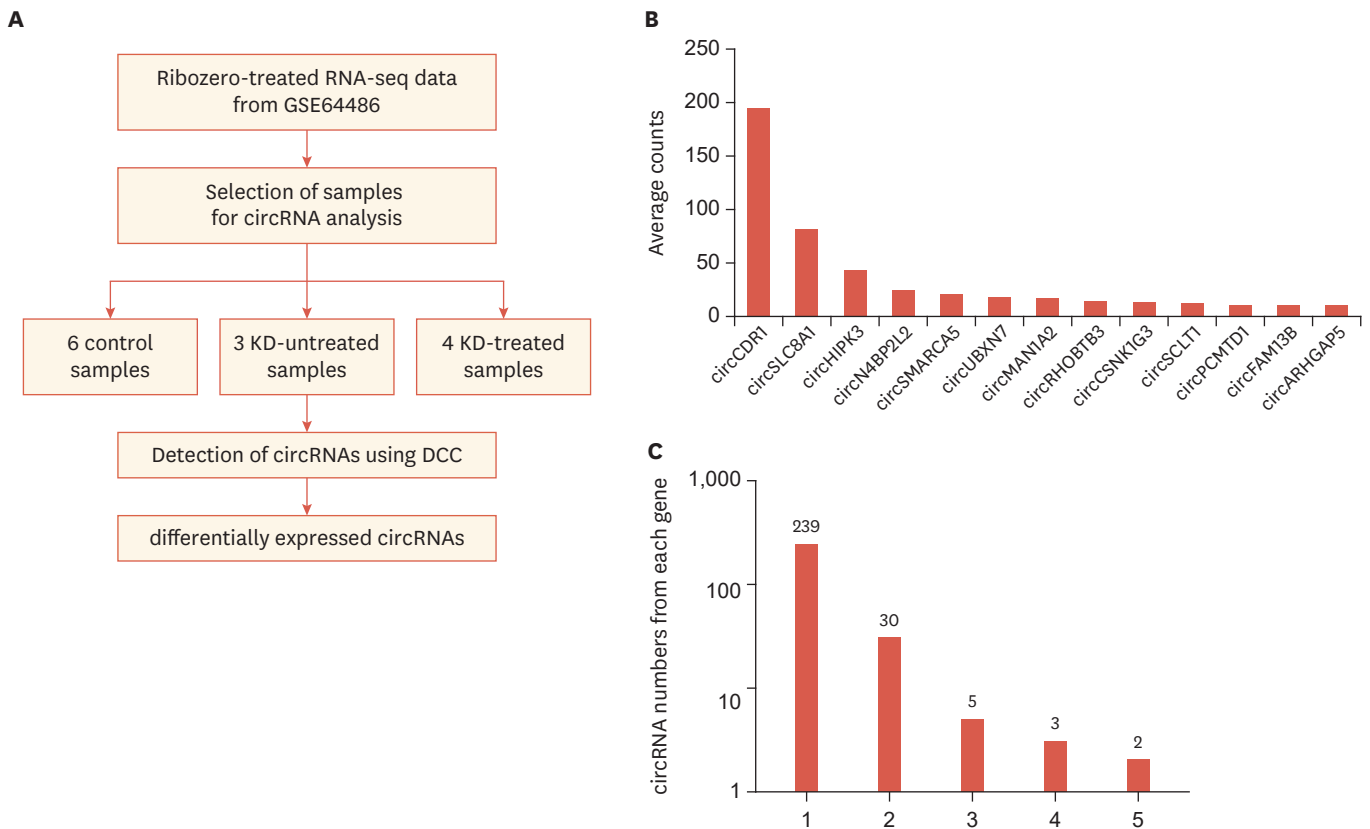 A
Ribozero-treated RNA-seq data
from GSE64486
Selection of samples
for circRNA analysis
6 control
samples
3 KD-untreated
samples
4 KD-treated
samples
Detection of circRNAs using DCC
differentially expressed circRNAs
B
Average counts
250
200
150
100
50
0
circCDR1
circSLC8A1
circHIPK3
circN4BP2L2
circSMARCA5
circUBXN7
circMAN1A2
circRHOBTB3
circCSNK1G3
circSCLT1
circPCMTD1
circFAM13B
circARHGAP5
C
circRNA numbers from each gene
1,000
100
10
1
239
30
5
3
2
1
2
3
4
5